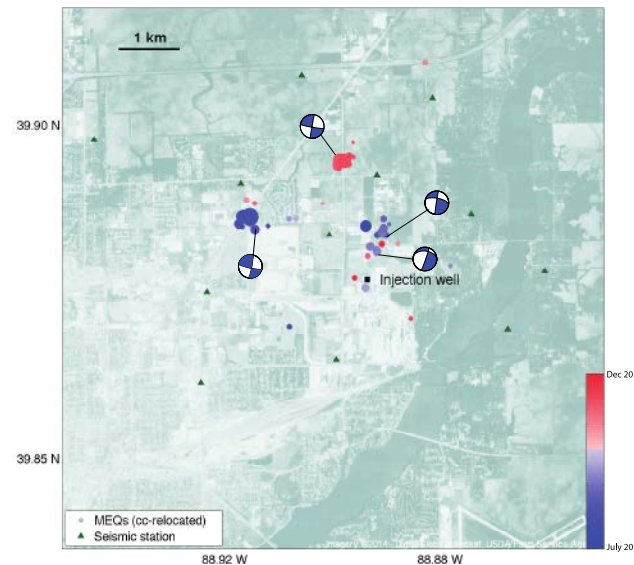 1 km
39.90 N
Injection well
Dec 20
39.85 N
MEQs (cc-relocated)
Seismic station
July 20
88.92 W
88.88 W